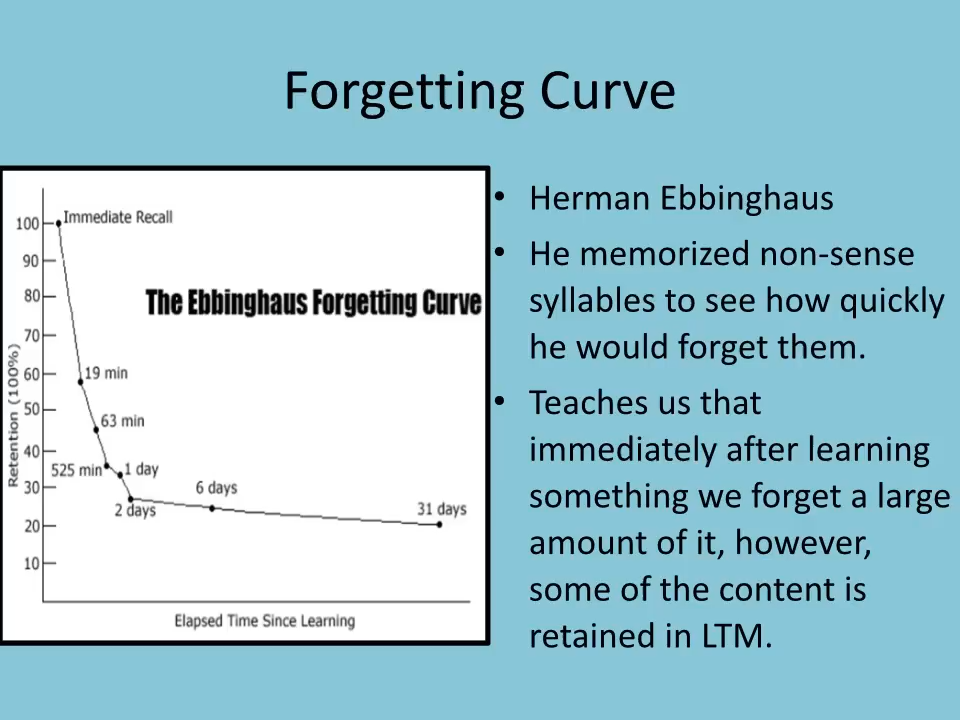 Forgetting Curve
100
Immediate Recall
90
80
The Ebbinghaus Forgetting Curve
70
60
19 min
50
63 min
40
525 min
1 day
30
2 days
6 days
31 days
20
10
Retention (100%)
Elapsed Time Since Learning
• Herman Ebbinghaus
• He memorized non-sense
syllables to see how quickly
he would forget them.
• Teaches us that
immediately after learning
something we forget a large
amount of it, however,
some of the content is
retained in LTM.